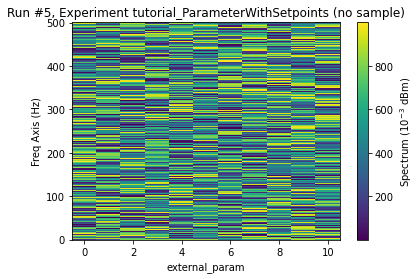 Run #5, Experiment tutorial_ParameterWithSetpoints (no sample)
500
400
300
200
100
0
Freq Axis (Hz)
0 2 4 6 8 10
external_param
800
600
400
200
Spectrum (10⁻³ dBm)